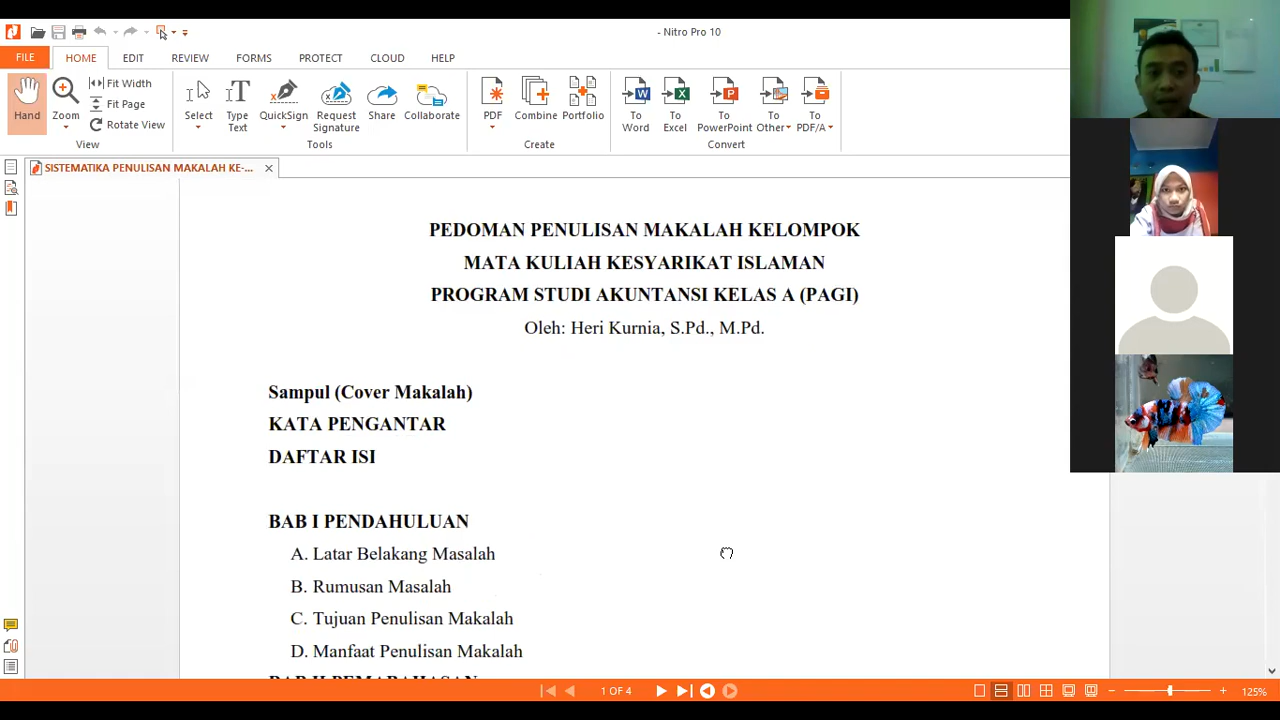 - Nitro Pro 10
FILE HOME EDIT REVIEW FORMS PROTECT CLOUD HELP
Hand
Zoom
Fit Width
Fit Page
Rotate View
View
Select
Type Text
QuickSign
Request Signature
Share
Collaborate
Tools
PDF
Combine
Portfolio
Create
To Word
To Excel
To PowerPoint
To Other
To PDF/A
Convert
SISTEMATIKA PENULISAN MAKALAH KE-...
PEDOMAN PENULISAN MAKALAH KELOMPOK
MATA KULIAH KESYARIKAT ISLAMAN
PROGRAM STUDI AKUNTANSI KELAS A (PAGI)
Oleh: Heri Kurnia, S.Pd., M.Pd.
Sampul (Cover Makalah)
KATA PENGANTAR
DAFTAR ISI
BAB I PENDAHULUAN
A. Latar Belakang Masalah
B. Rumusan Masalah
C. Tujuan Penulisan Makalah
D. Manfaat Penulisan Makalah
BAB II PEMABAHASAN
1 OF 4
125%